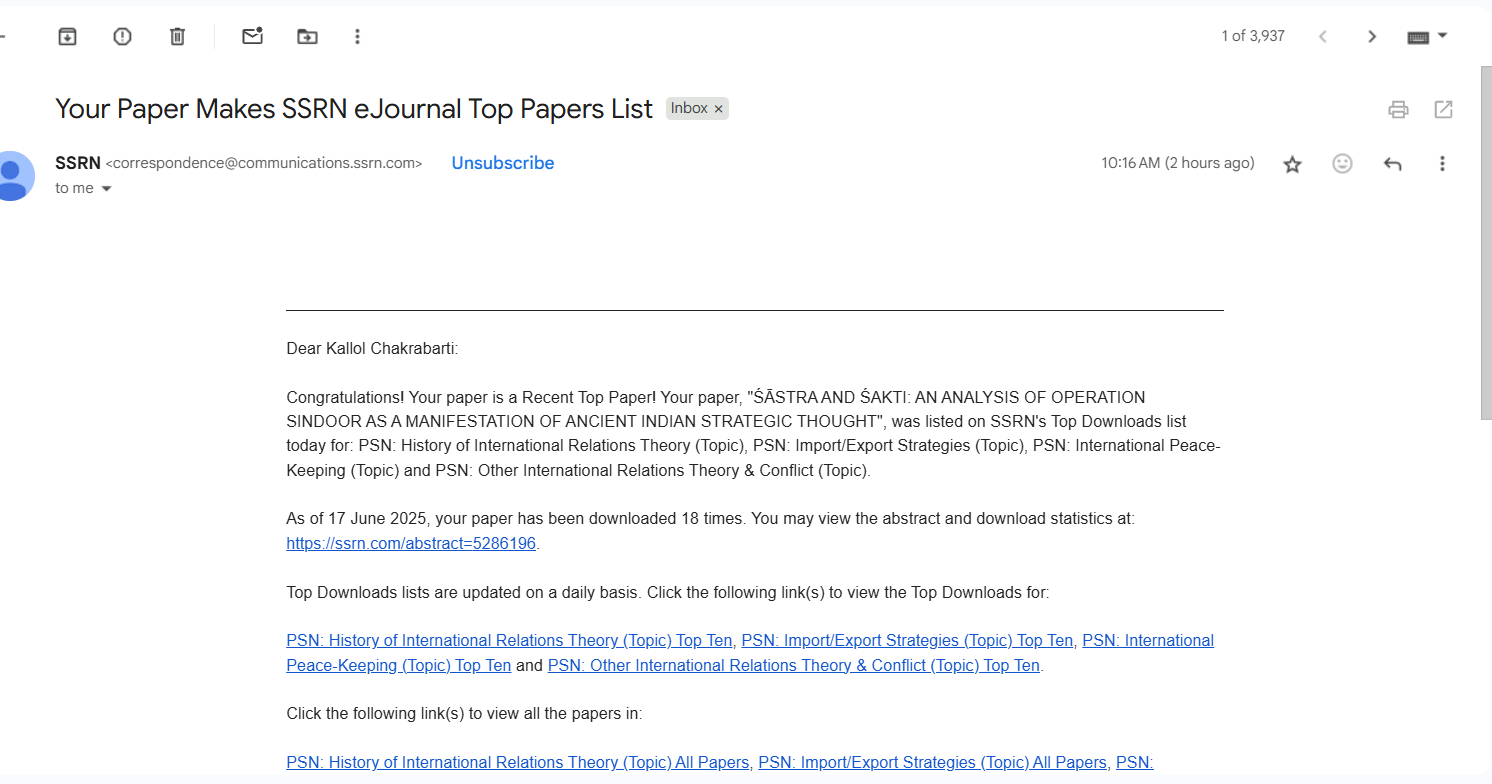 1 of 3,937
Your Paper Makes SSRN eJournal Top Papers List Inbox ×
SSRN <correspondence@communications.ssrn.com> Unsubscribe 10:16 AM (2 hours ago)
to me
Dear Kallol Chakrabarti:
Congratulations! Your paper is a Recent Top Paper! Your paper, "ŚĀSTRA AND ŚAKTI: AN ANALYSIS OF OPERATION
SINDOOR AS A MANIFESTATION OF ANCIENT INDIAN STRATEGIC THOUGHT", was listed on SSRN's Top Downloads list
today for: PSN: History of International Relations Theory (Topic), PSN: Import/Export Strategies (Topic), PSN: International Peace-
Keeping (Topic) and PSN: Other International Relations Theory & Conflict (Topic).
As of 17 June 2025, your paper has been downloaded 18 times. You may view the abstract and download statistics at:
https://ssrn.com/abstract=5286196.
Top Downloads lists are updated on a daily basis. Click the following link(s) to view the Top Downloads for:
PSN: History of International Relations Theory (Topic) Top Ten, PSN: Import/Export Strategies (Topic) Top Ten, PSN: International
Peace-Keeping (Topic) Top Ten and PSN: Other International Relations Theory & Conflict (Topic) Top Ten.
Click the following link(s) to view all the papers in:
PSN: History of International Relations Theory (Topic) All Papers, PSN: Import/Export Strategies (Topic) All Papers, PSN: